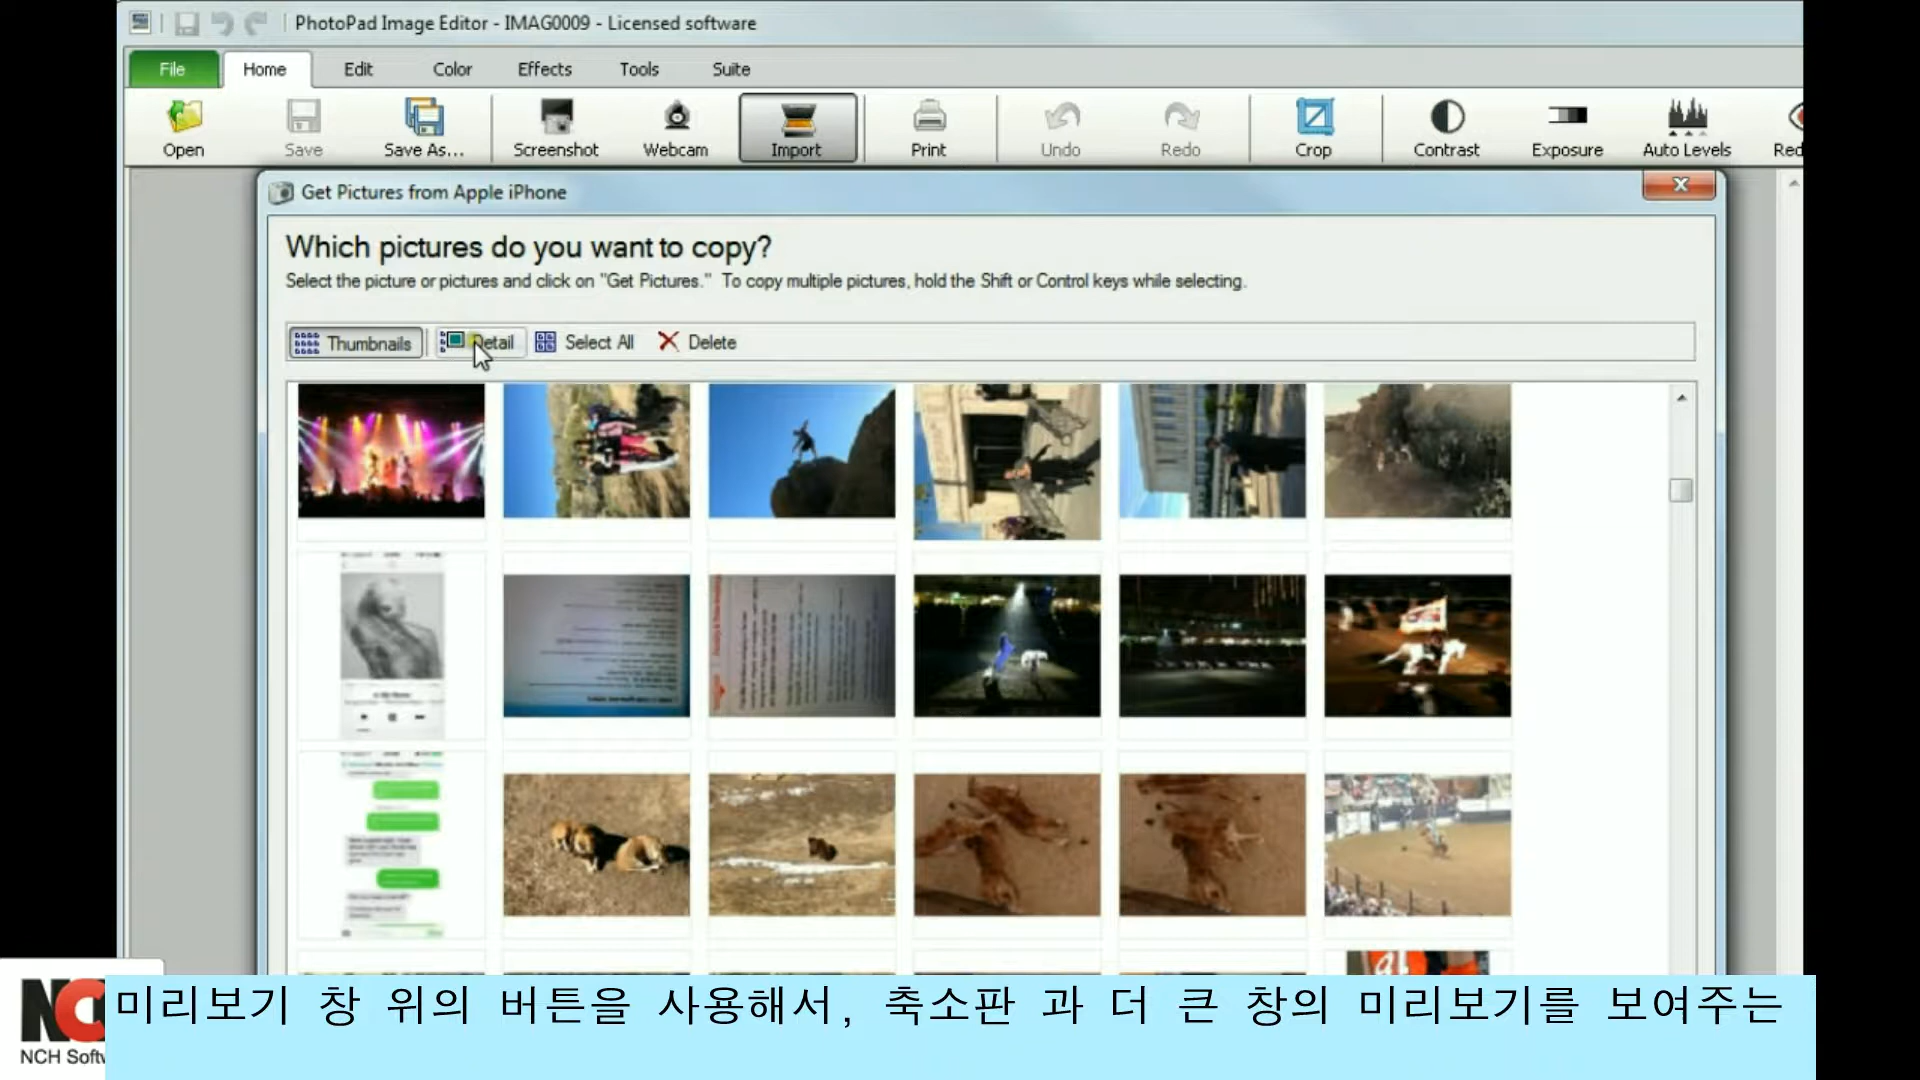 PhotoPad Image Editor - IMAG0009 - Licensed software
File Home Edit Color Effects Tools Suite
Open Save Save As... Screenshot Webcam Import Print Undo Redo Crop Contrast Exposure Auto Levels Red
Get Pictures from Apple iPhone
Which pictures do you want to copy?
Select the picture or pictures and click on "Get Pictures."  To copy multiple pictures, hold the Shift or Control keys while selecting.
Thumbnails Detail Select All Delete
NC
미리보기 창 위의 버튼을 사용해서, 축소판 과 더 큰 창의 미리보기를 보여주는
NCH Softw